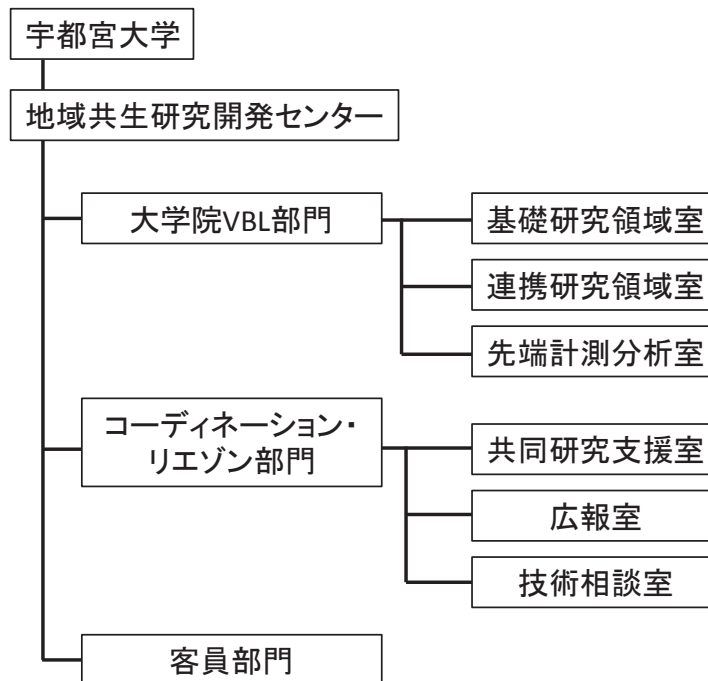 宇都宮大学
地域共生研究開発センター
大学院VBL部門
基礎研究領域室
連携研究領域室
先端計測分析室
コーディネーション・
リエゾン部門
共同研究支援室
広報室
技術相談室
客員部門